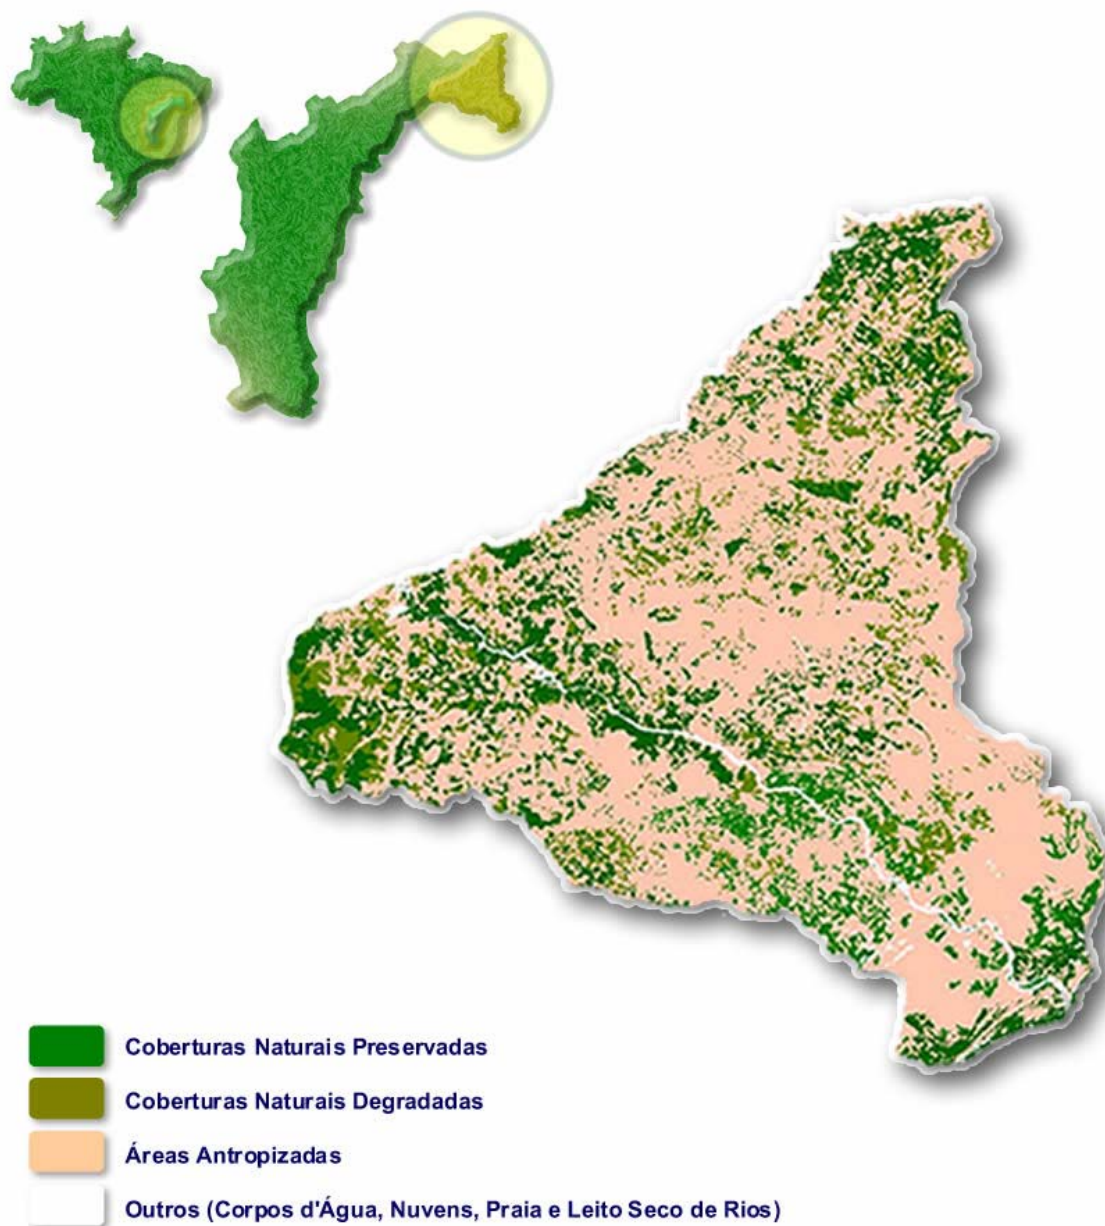 Coberturas Naturais Preservadas
Coberturas Naturais Degradadas
Áreas Antropizadas
Outros (Corpos d'Água, Nuvens, Praia e Leito Seco de Rios)